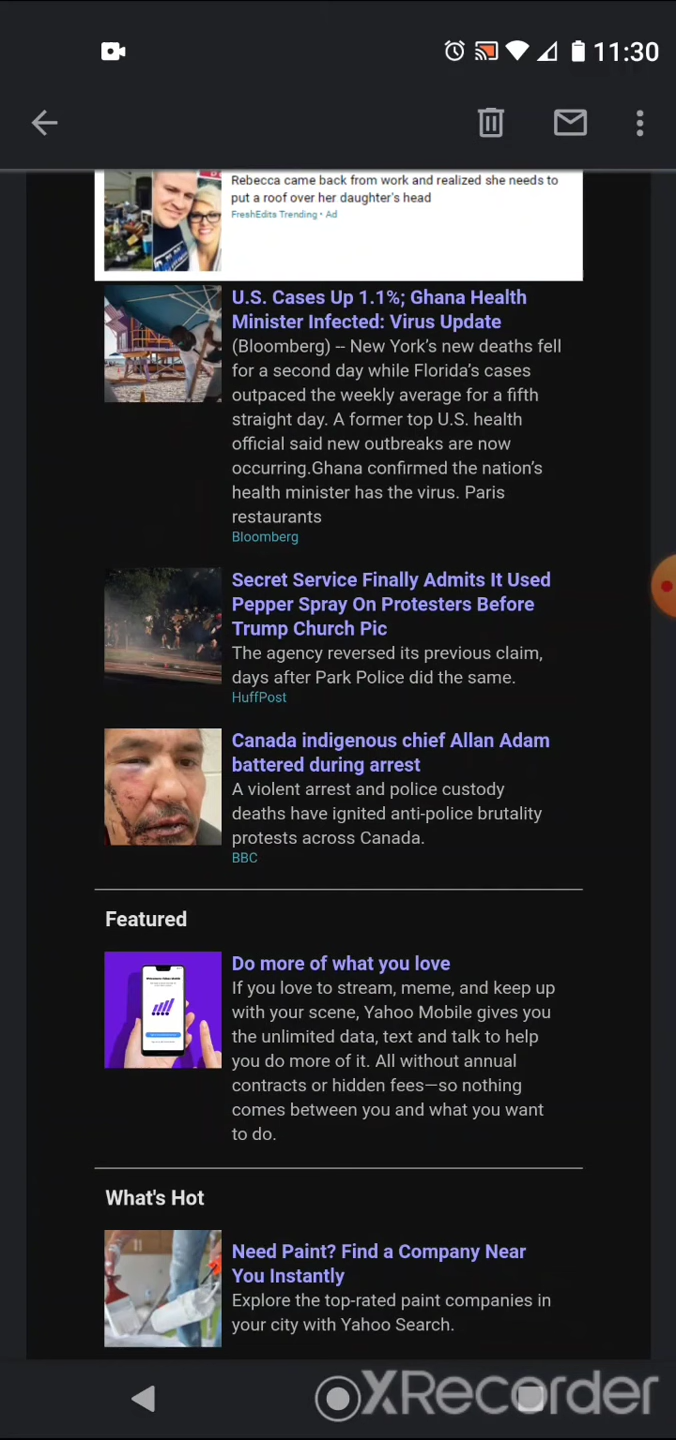 11:30
Rebecca came back from work and realized she needs to
put a roof over her daughter's head
FreshEdits Trending • Ad
U.S. Cases Up 1.1%; Ghana Health
Minister Infected: Virus Update
(Bloomberg) -- New York's new deaths fell
for a second day while Florida's cases
outpaced the weekly average for a fifth
straight day. A former top U.S. health
official said new outbreaks are now
occurring.Ghana confirmed the nation's
health minister has the virus. Paris
restaurants
Bloomberg
Secret Service Finally Admits It Used
Pepper Spray On Protesters Before
Trump Church Pic
The agency reversed its previous claim,
days after Park Police did the same.
HuffPost
Canada indigenous chief Allan Adam
battered during arrest
A violent arrest and police custody
deaths have ignited anti-police brutality
protests across Canada.
BBC
Featured
Do more of what you love
If you love to stream, meme, and keep up
with your scene, Yahoo Mobile gives you
the unlimited data, text and talk to help
you do more of it. All without annual
contracts or hidden fees—so nothing
comes between you and what you want
to do.
What's Hot
Need Paint? Find a Company Near
You Instantly
Explore the top-rated paint companies in
your city with Yahoo Search.
XRecorder